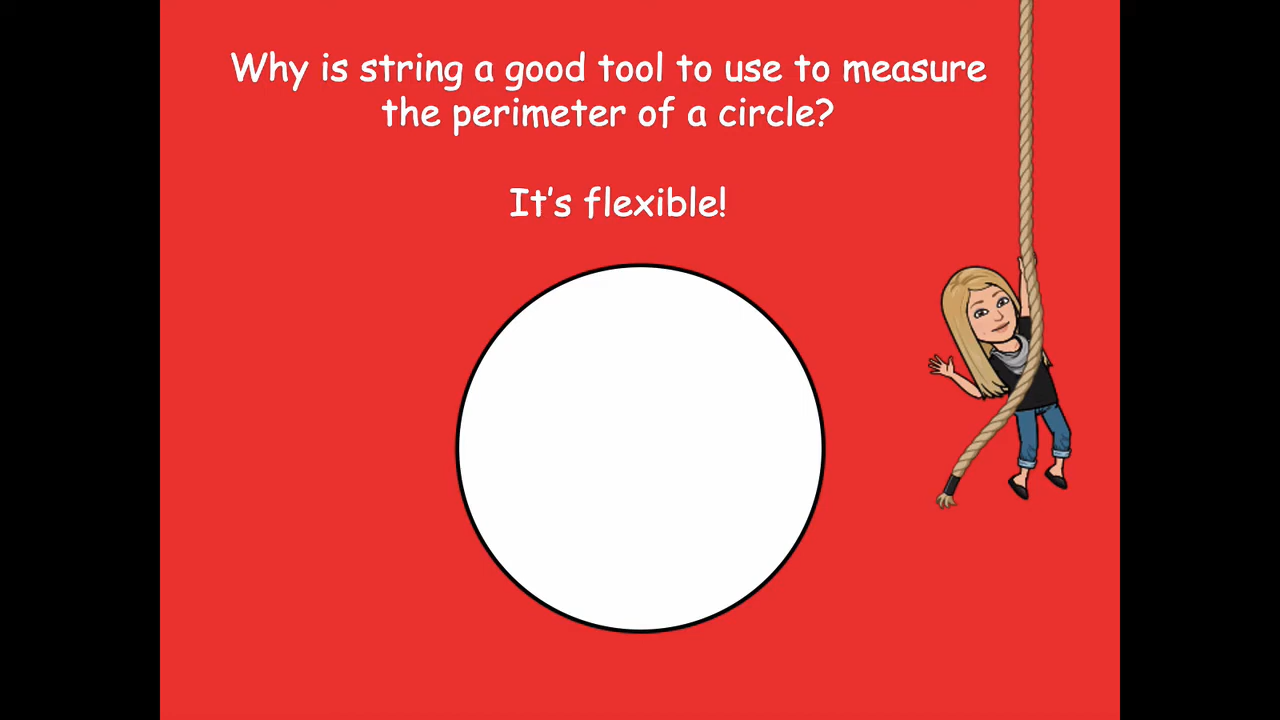 Why is string a good tool to use to measure
the perimeter of a circle?
It's flexible!